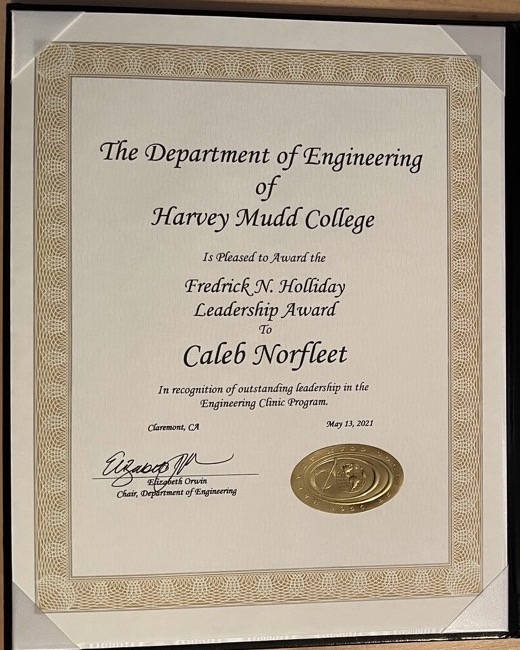 The Department of Engineering
of
Harvey Mudd College
Is Pleased to Award the
Fredrick N. Holliday
Leadership Award
To
Caleb Norfleet
In recognition of outstanding leadership in the
Engineering Clinic Program.
Claremont, CA
May 13, 2021
Elizabeth Orwin
Chair, Department of Engineering